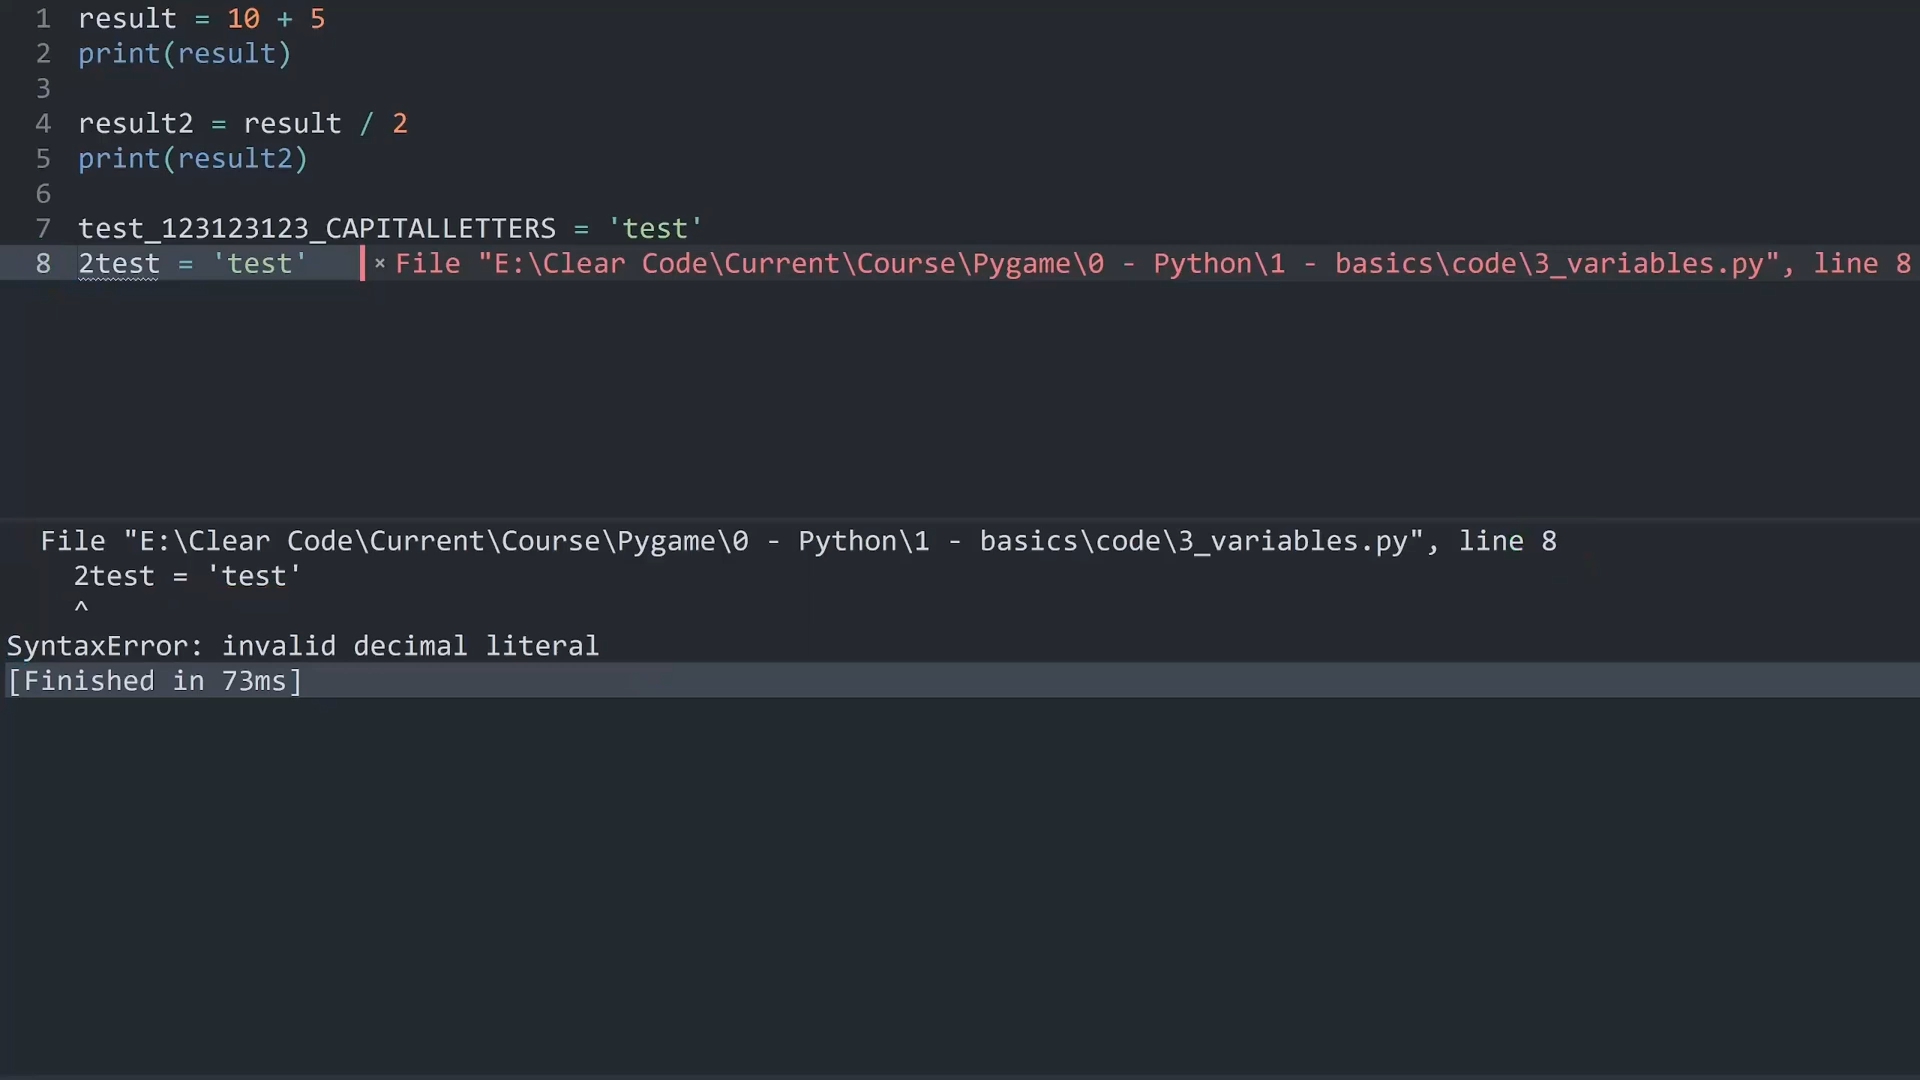 1 result = 10 + 5
2 print(result)
3
4 result2 = result / 2
5 print(result2)
6
7 test_123123123_CAPITALLETTERS = 'test'
8 2test = 'test' × File "E:\Clear Code\Current\Course\Pygame\0 - Python\1 - basics\code\3_variables.py", line 8
File "E:\Clear Code\Current\Course\Pygame\0 - Python\1 - basics\code\3_variables.py", line 8
2test = 'test'
^
SyntaxError: invalid decimal literal
[Finished in 73ms]